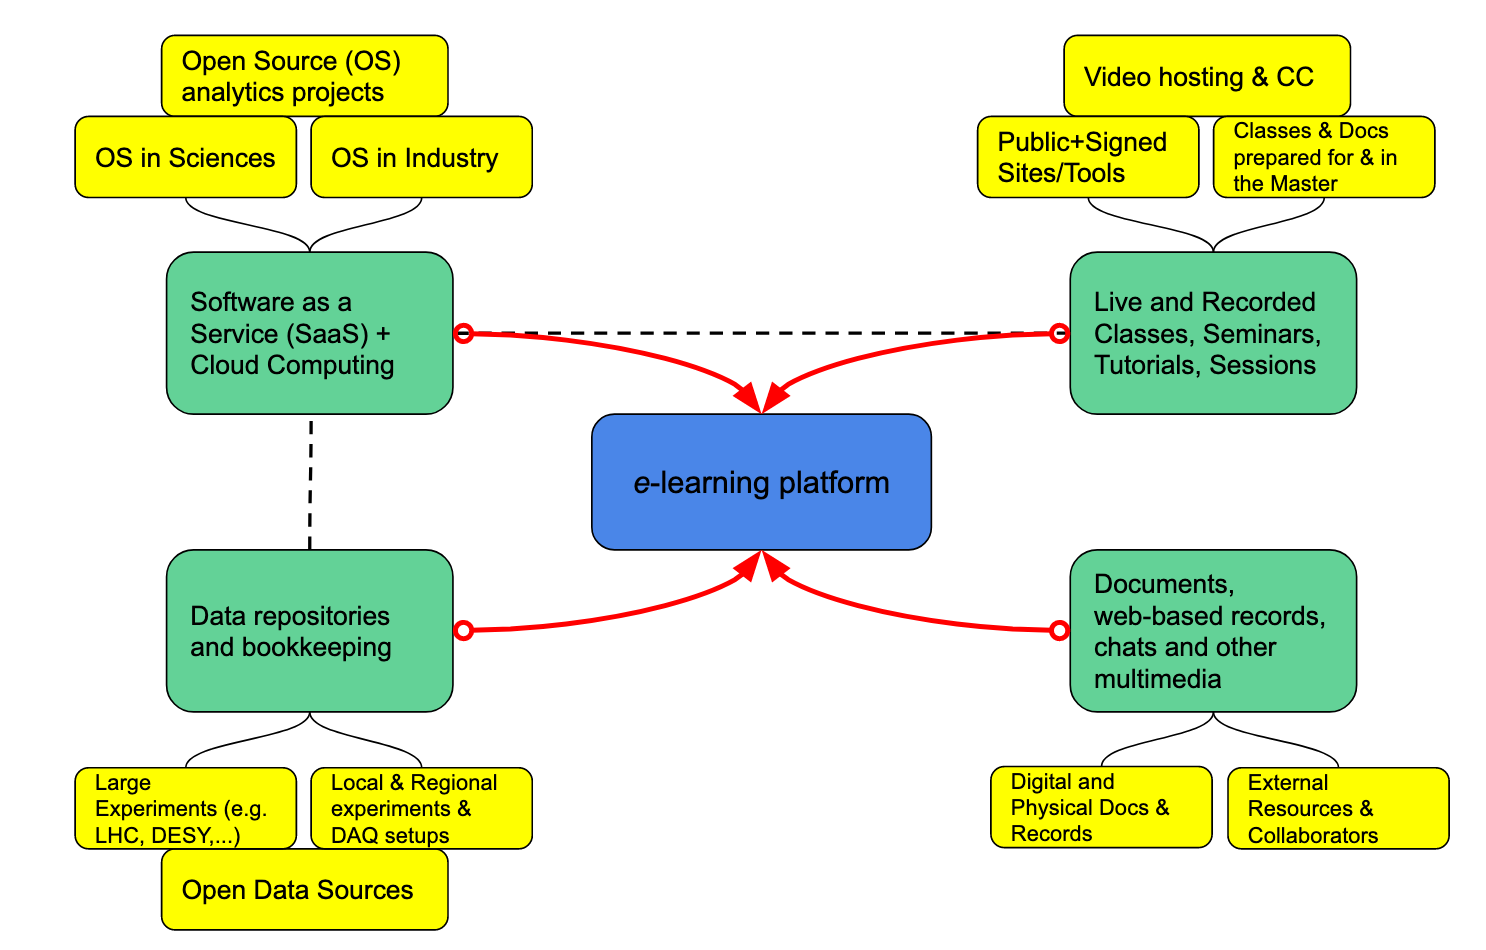 Open Source (OS)
analytics projects
OS in Sciences
OS in Industry
Video hosting & CC
Public+Signed
Sites/Tools
Classes & Docs
prepared for & in
the Master
Software as a
Service (SaaS) +
Cloud Computing
Live and Recorded
Classes, Seminars,
Tutorials, Sessions
e-learning platform
Data repositories
and bookkeeping
Documents,
web-based records,
chats and other
multimedia
Large
Experiments (e.g.
LHC, DESY,...)
Local & Regional
experiments &
DAQ setups
Open Data Sources
Digital and
Physical Docs &
Records
External
Resources &
Collaborators